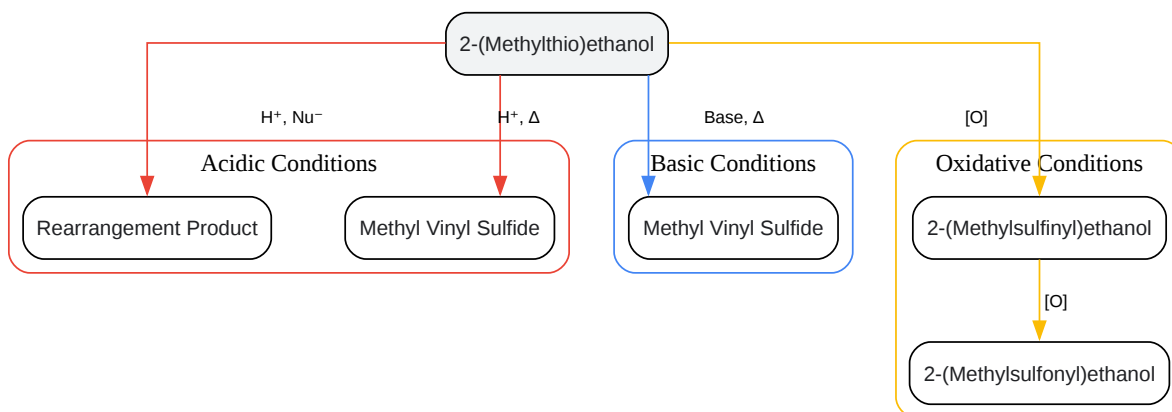 2-(Methylthio)ethanol
H⁺, Nu⁻
H⁺, Δ
Base, Δ
[O]
Acidic Conditions
Basic Conditions
Oxidative Conditions
Rearrangement Product
Methyl Vinyl Sulfide
Methyl Vinyl Sulfide
2-(Methylsulfinyl)ethanol
[O]
2-(Methylsulfonyl)ethanol